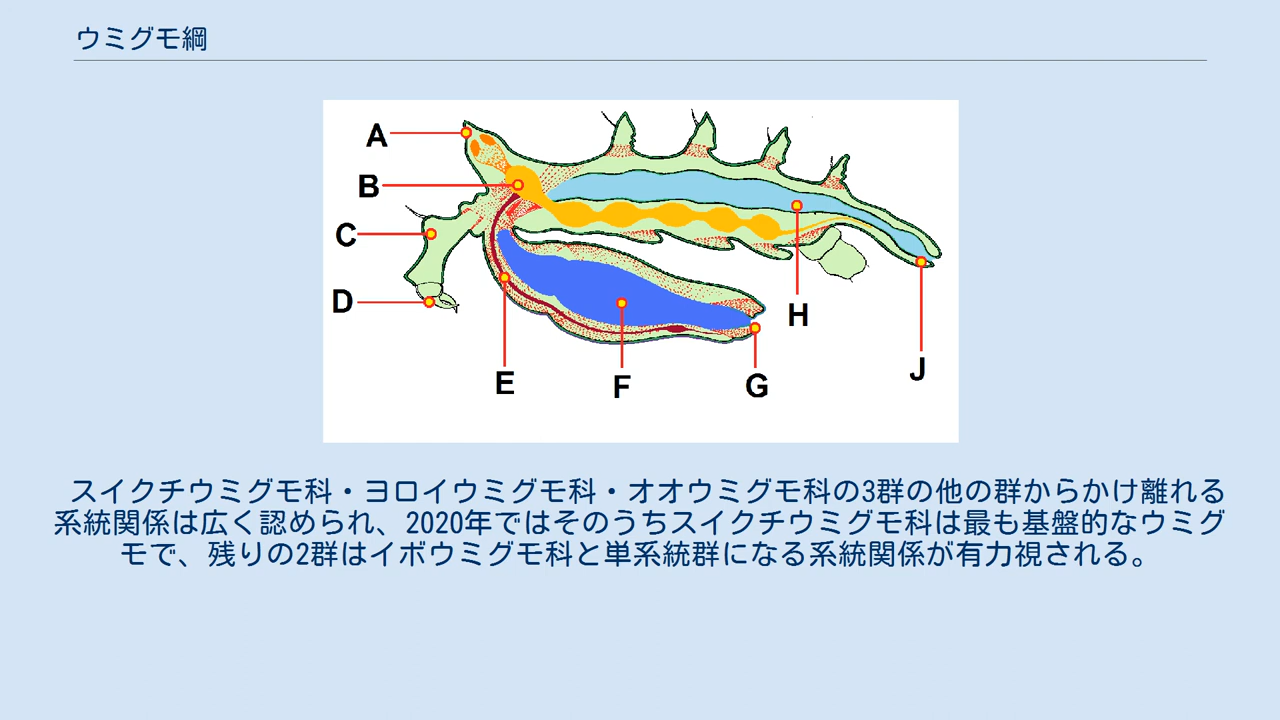 ウミグモ綱
A
B
C
D
E
F
G
H
J
スイクチウミグモ科・ヨロイウミグモ科・オオウミグモ科の3群の他の群からかけ離れる
系統関係は広く認められ、2020年ではそのうちスイクチウミグモ科は最も基盤的なウミグ
モで、残りの2群はイボウミグモ科と単系統群になる系統関係が有力視される。